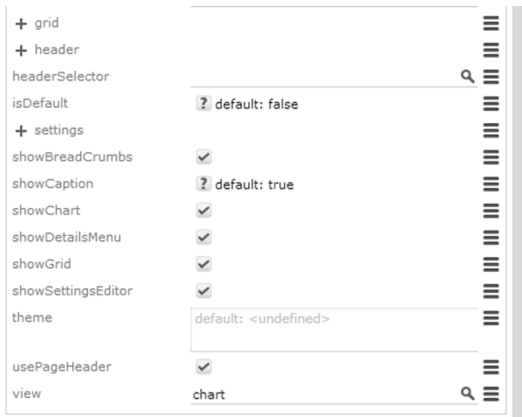 + grid
+ header
headerSelector
isDefault ? default: false
+ settings
showBreadCrumbs
showCaption ? default: true
showChart
showDetailsMenu
showGrid
showSettingsEditor
theme default: <undefined>
usePageHeader
view chart